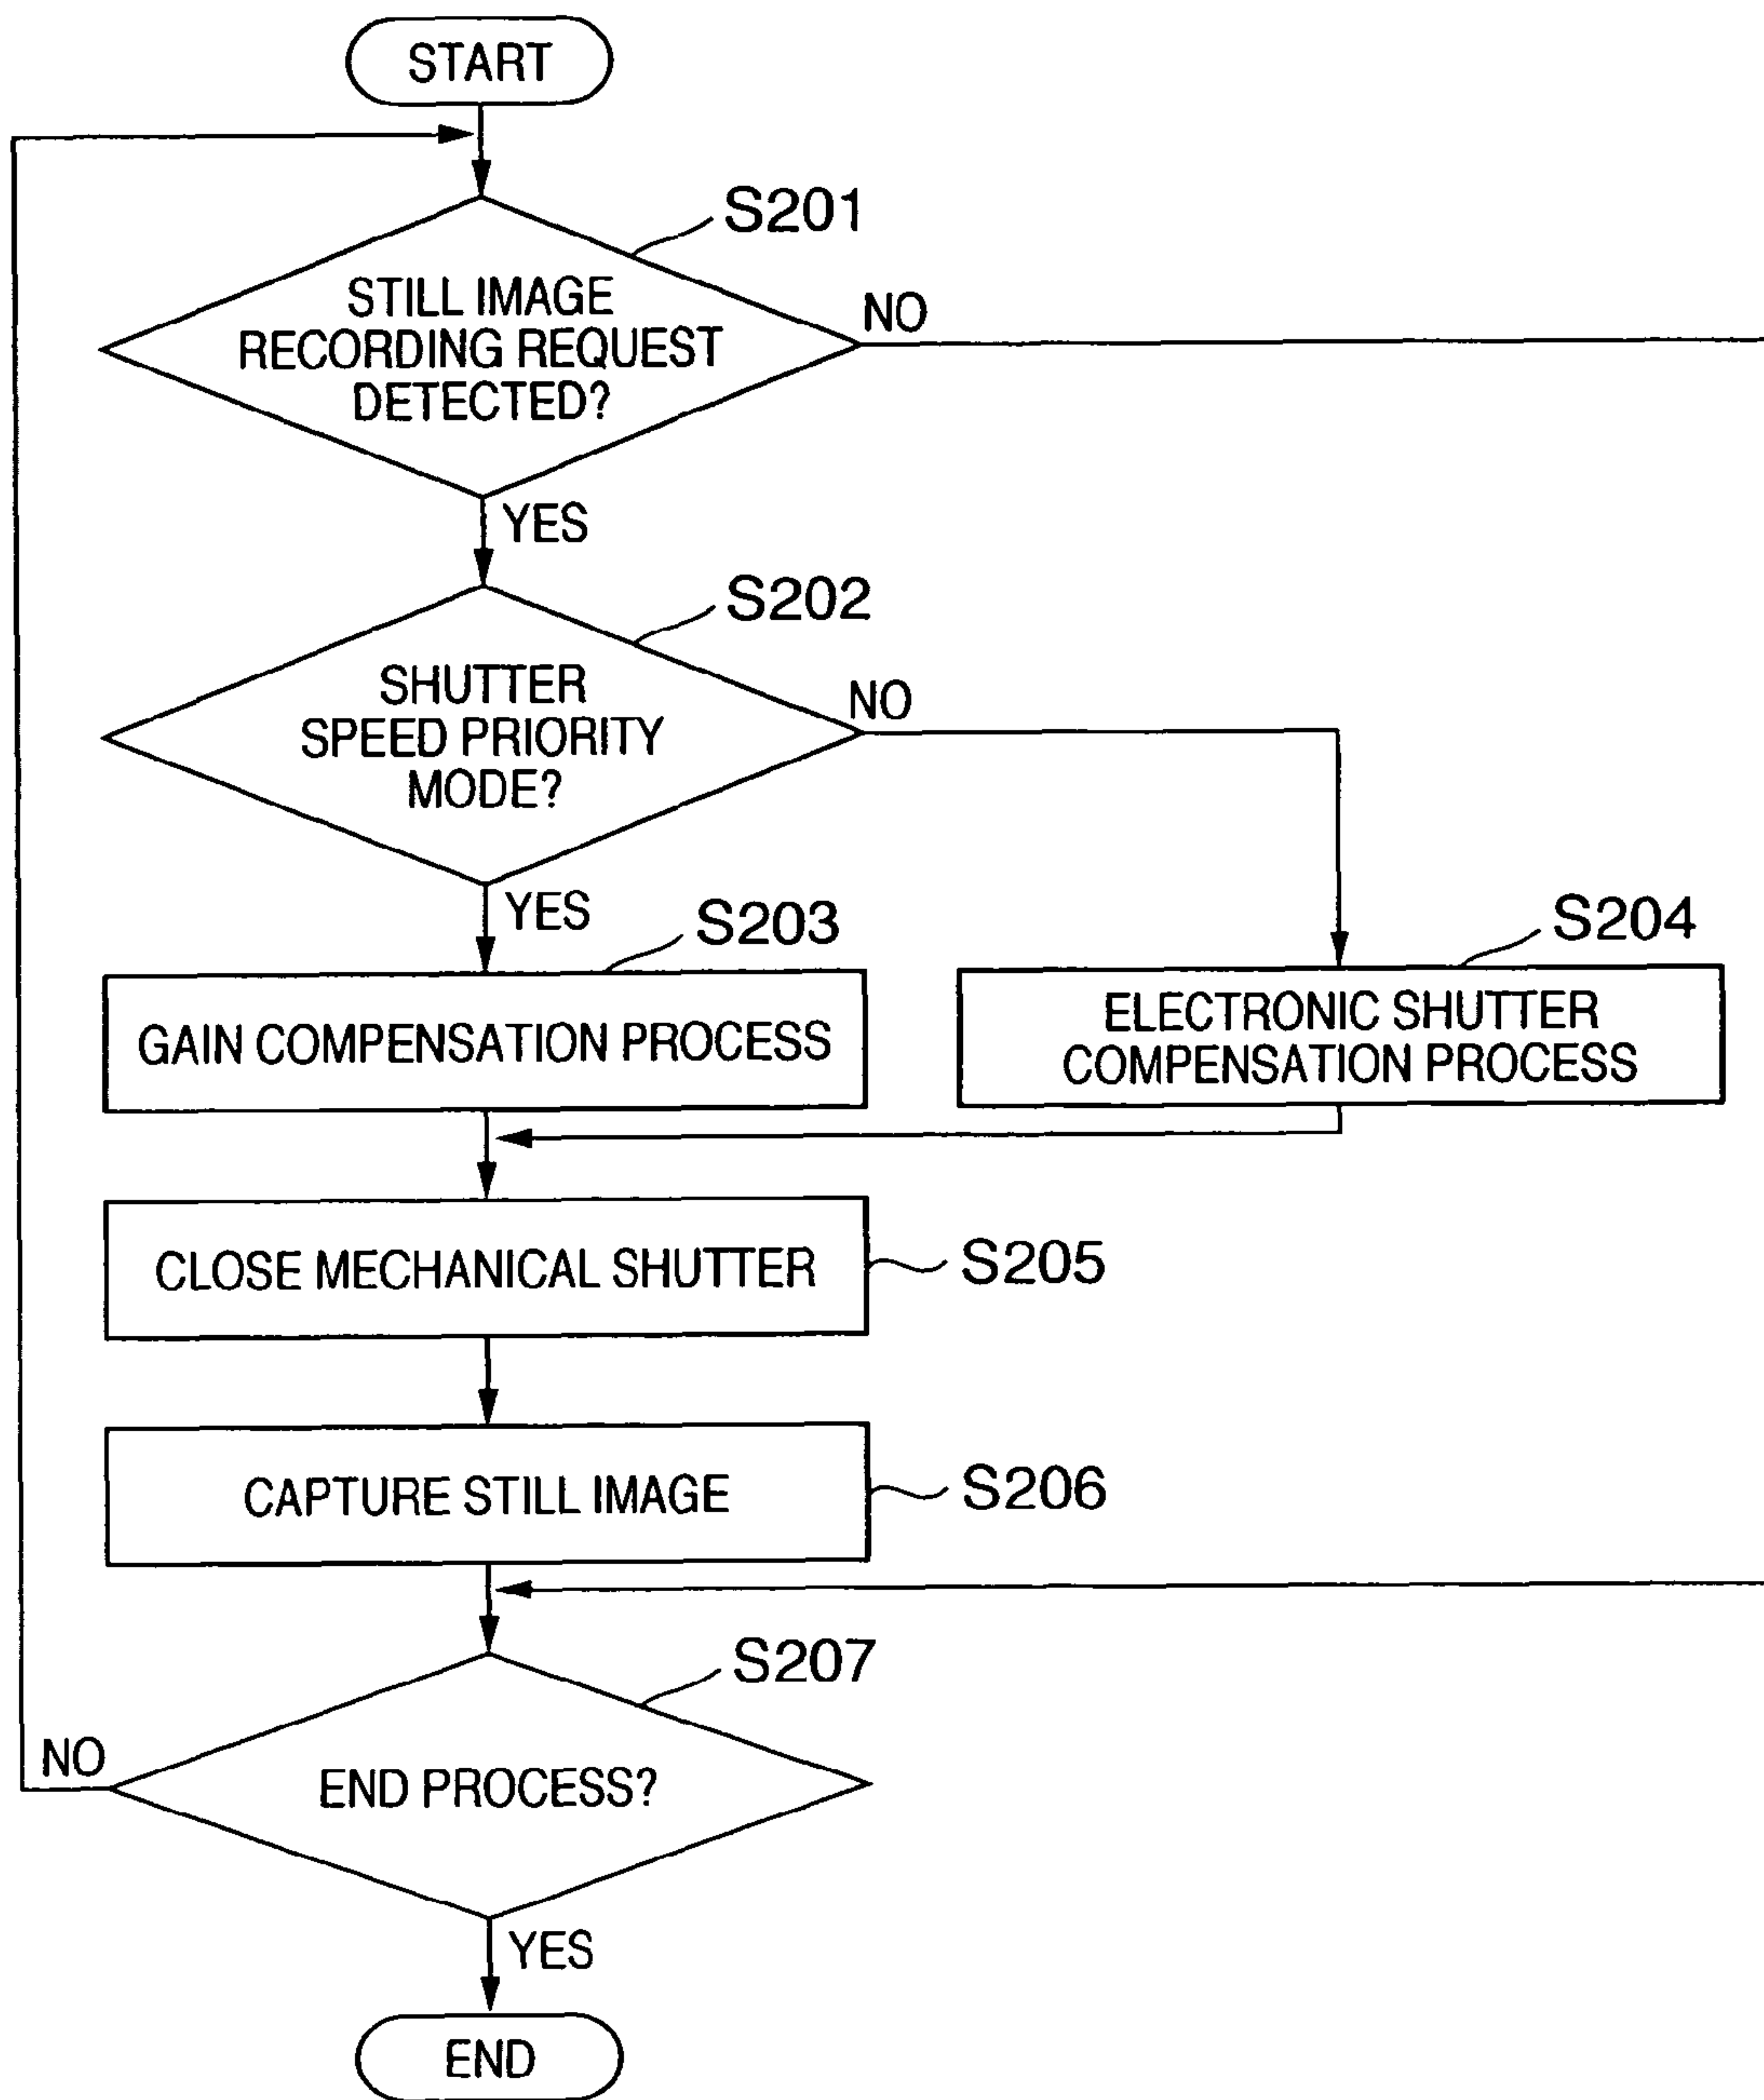 START
S201
STILL IMAGE
RECORDING REQUEST
DETECTED?
NO
YES
S202
SHUTTER
SPEED PRIORITY
MODE?
NO
YES
S203
S204
GAIN COMPENSATION PROCESS
ELECTRONIC SHUTTER
COMPENSATION PROCESS
CLOSE MECHANICAL SHUTTER
S205
CAPTURE STILL IMAGE
S206
S207
NO
END PROCESS?
YES
END